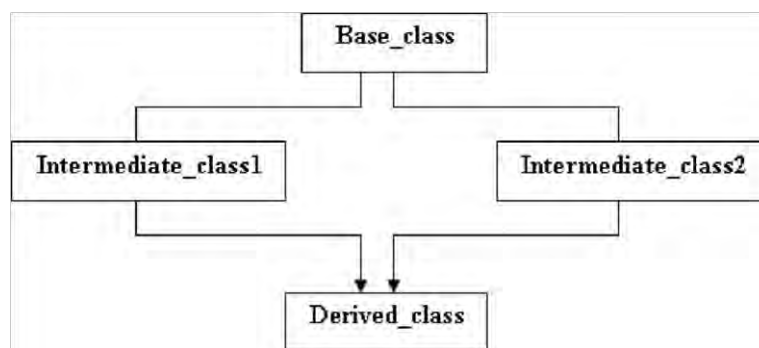 Base_class
Intermediate_class1
Intermediate_class2
Derived_class